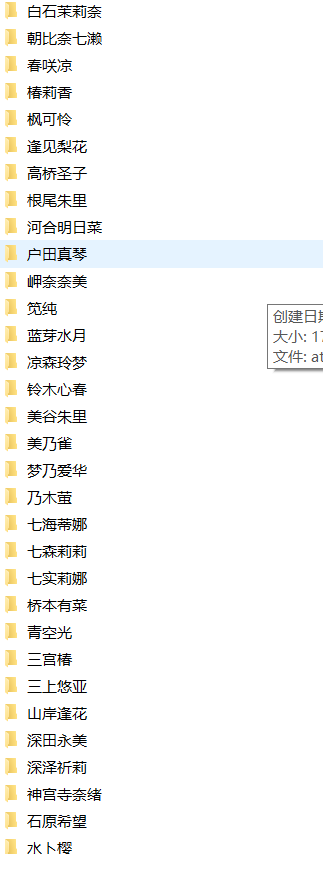 白石茉莉奈
朝比奈七濑
春咲凉
椿莉香
枫可怜
逢见梨花
高桥圣子
根尾朱里
河合明日菜
户田真琴
岬奈奈美
笕纯
蓝芽水月
凉森玲梦
铃木心春
美谷朱里
美乃雀
梦乃爱华
乃木萤
七海蒂娜
七森莉莉
七实莉娜
桥本有菜
青空光
三宫椿
三上悠亚
山岸逢花
深田永美
深泽祈莉
神宫寺奈绪
石原希望
水卜樱
创建日期
大小: 17
文件: at